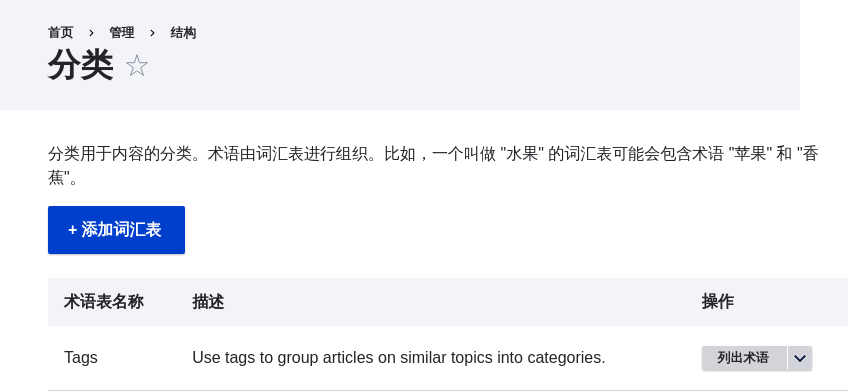 首页 › 管理 › 结构
分类
分类用于内容的分类。术语由词汇表进行组织。比如，一个叫做 "水果" 的词汇表可能会包含术语 "苹果" 和 "香
蕉"。
+ 添加词汇表
术语表名称 描述 操作
Tags Use tags to group articles on similar topics into categories. 列出术语